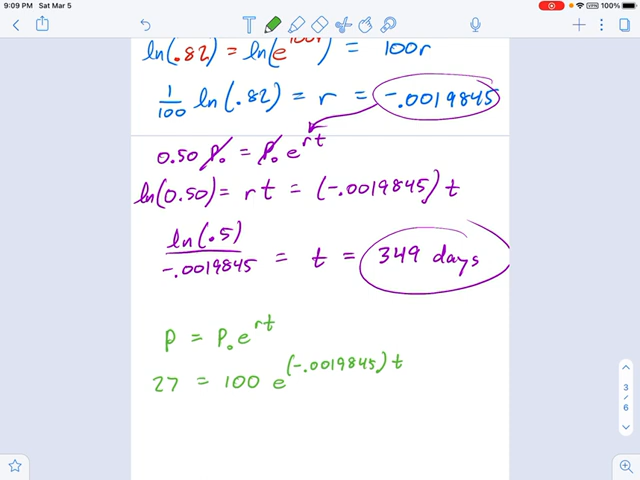 9:09 PM Sat Mar 5
100%
ln(.82) = ln(e^100r) = 100r
1/100 ln(.82) = r = -.0019845
0.50 P₀ = P₀ e^rt
ln(0.50) = rt = (-.0019845) t
ln(.5)/-.0019845 = t = 349 days
P = P₀ e^rt
27 = 100 e^(-.0019845) t
3
/
6